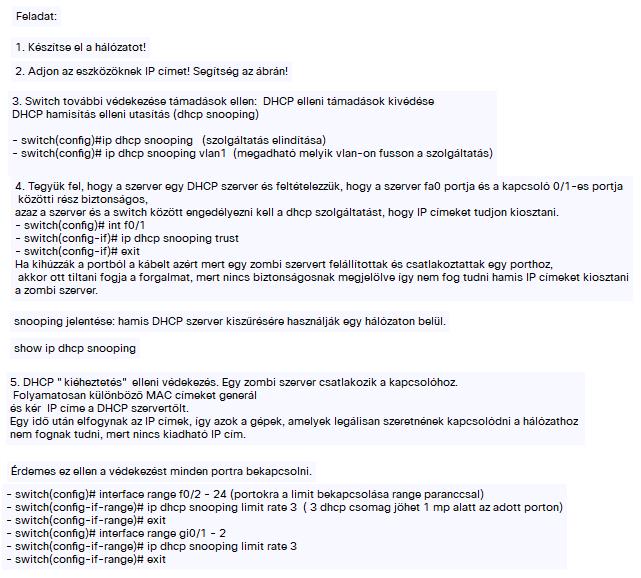 Feladat:
1. Készítse el a hálózatot!
2. Adjon az eszközöknek IP címet! Segítség az ábrán!
3. Switch további védekezése támadások ellen:  DHCP elleni támadások kivédése
DHCP hamisítás elleni utasítás (dhcp snooping)
- switch(config)#ip dhcp snooping   (szolgáltatás elindítása)
- switch(config)# ip dhcp snooping vlan1  (megadható melyik vlan-on fusson a szolgáltatás)
4. Tegyük fel, hogy a szerver egy DHCP szerver és feltételezzük, hogy a szerver fa0 portja és a kapcsoló 0/1-es portja
közötti rész biztonságos,
azaz a szerver és a switch között engedélyezni kell a dhcp szolgáltatást, hogy IP címeket tudjon kiosztani.
- switch(config)# int f0/1
- switch(config-if)# ip dhcp snooping trust
- switch(config-if)# exit
Ha kihúzzák a portból a kábelt azért mert egy zombi szervert felállítottak és csatlakoztattak egy porthoz,
akkor ott tiltani fogja a forgalmat, mert nincs biztonságosnak megjelölve így nem fog tudni hamis IP címeket kiosztani
a zombi szerver.
snooping jelentése: hamis DHCP szerver kiszűrésére használják egy hálózaton belül.
show ip dhcp snooping
5. DHCP " kiéheztetés"  elleni védekezés. Egy zombi szerver csatlakozik a kapcsolóhoz.
Folyamatosan különböző MAC címeket generál
és kér  IP címe a DHCP szervertőlt.
Egy idő után elfogynak az IP címek, így azok a gépek, amelyek legálisan szeretnének kapcsolódni a hálózathoz
nem fognak tudni, mert nincs kiadható IP cím.
Érdemes ez ellen a védekezést minden portra bekapcsolni.
- switch(config)# interface range f0/2 - 24 (portokra a limit bekapcsolása range paranccsal)
- switch(config-if-range)# ip dhcp snooping limit rate 3  ( 3 dhcp csomag jöhet 1 mp alatt az adott porton)
- switch(config-if-range)# exit
- switch(config)# interface range gi0/1 - 2
- switch(config-if-range)# ip dhcp snooping limit rate 3
- switch(config-if-range)# exit